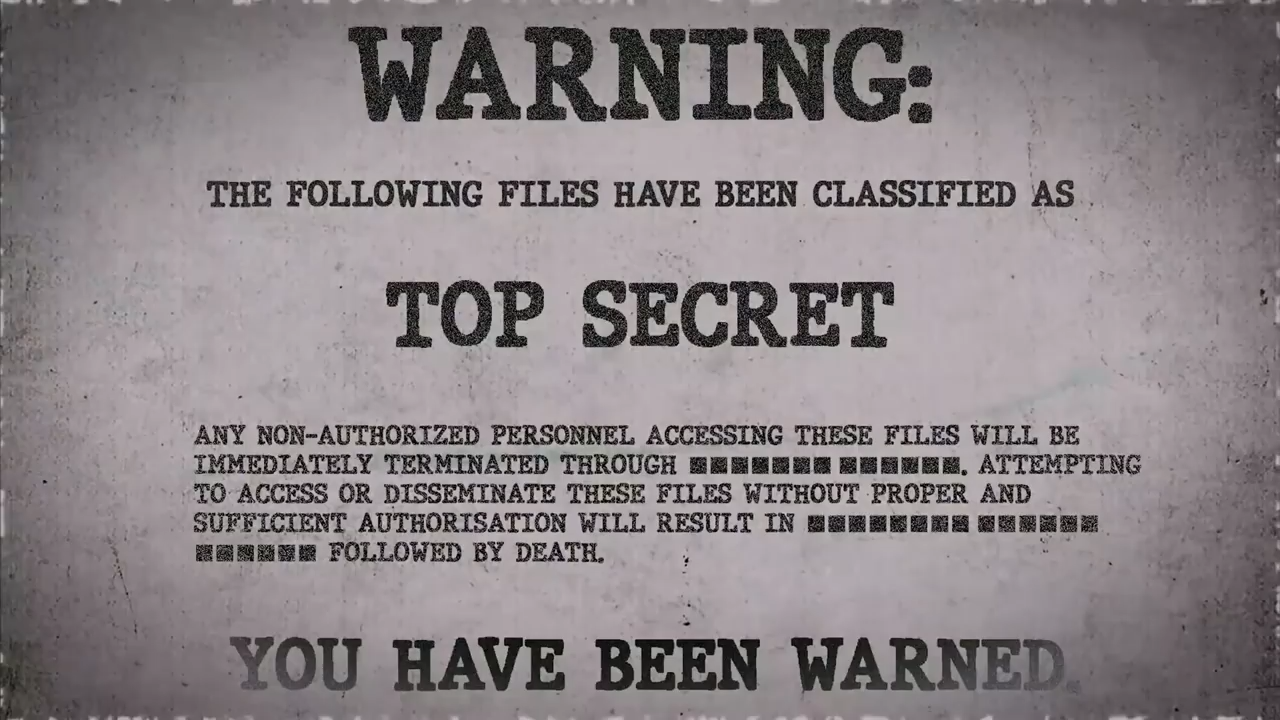 WARNING:
THE FOLLOWING FILES HAVE BEEN CLASSIFIED AS
TOP SECRET
ANY NON-AUTHORIZED PERSONNEL ACCESSING THESE FILES WILL BE
IMMEDIATELY TERMINATED THROUGH ■■■■■■■ ■■■■■■. ATTEMPTING
TO ACCESS OR DISSEMINATE THESE FILES WITHOUT PROPER AND
SUFFICIENT AUTHORISATION WILL RESULT IN ■■■■■■■■ ■■■■■■
■■■■■■ FOLLOWED BY DEATH.
YOU HAVE BEEN WARNED.